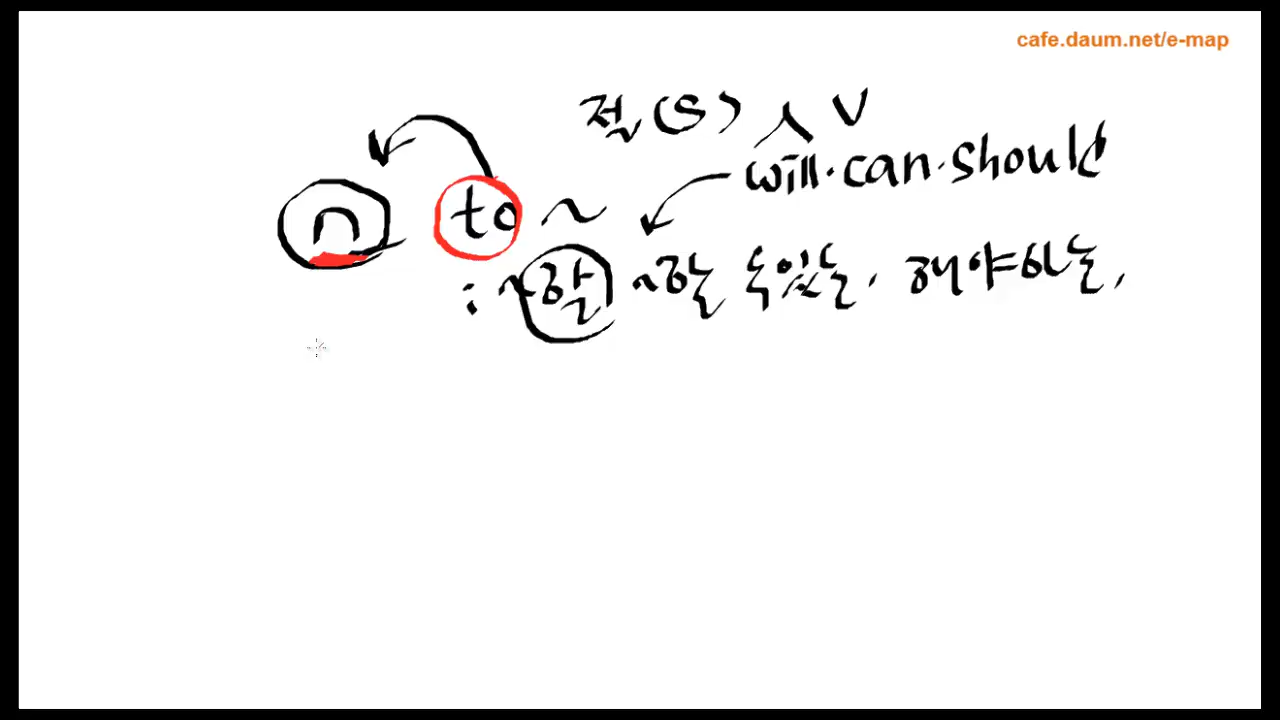 cafe.daum.net/e-map
절(S) ㅅ V
will·can·should
n to ~
: ~할 ~할 수있는, 해야하는,